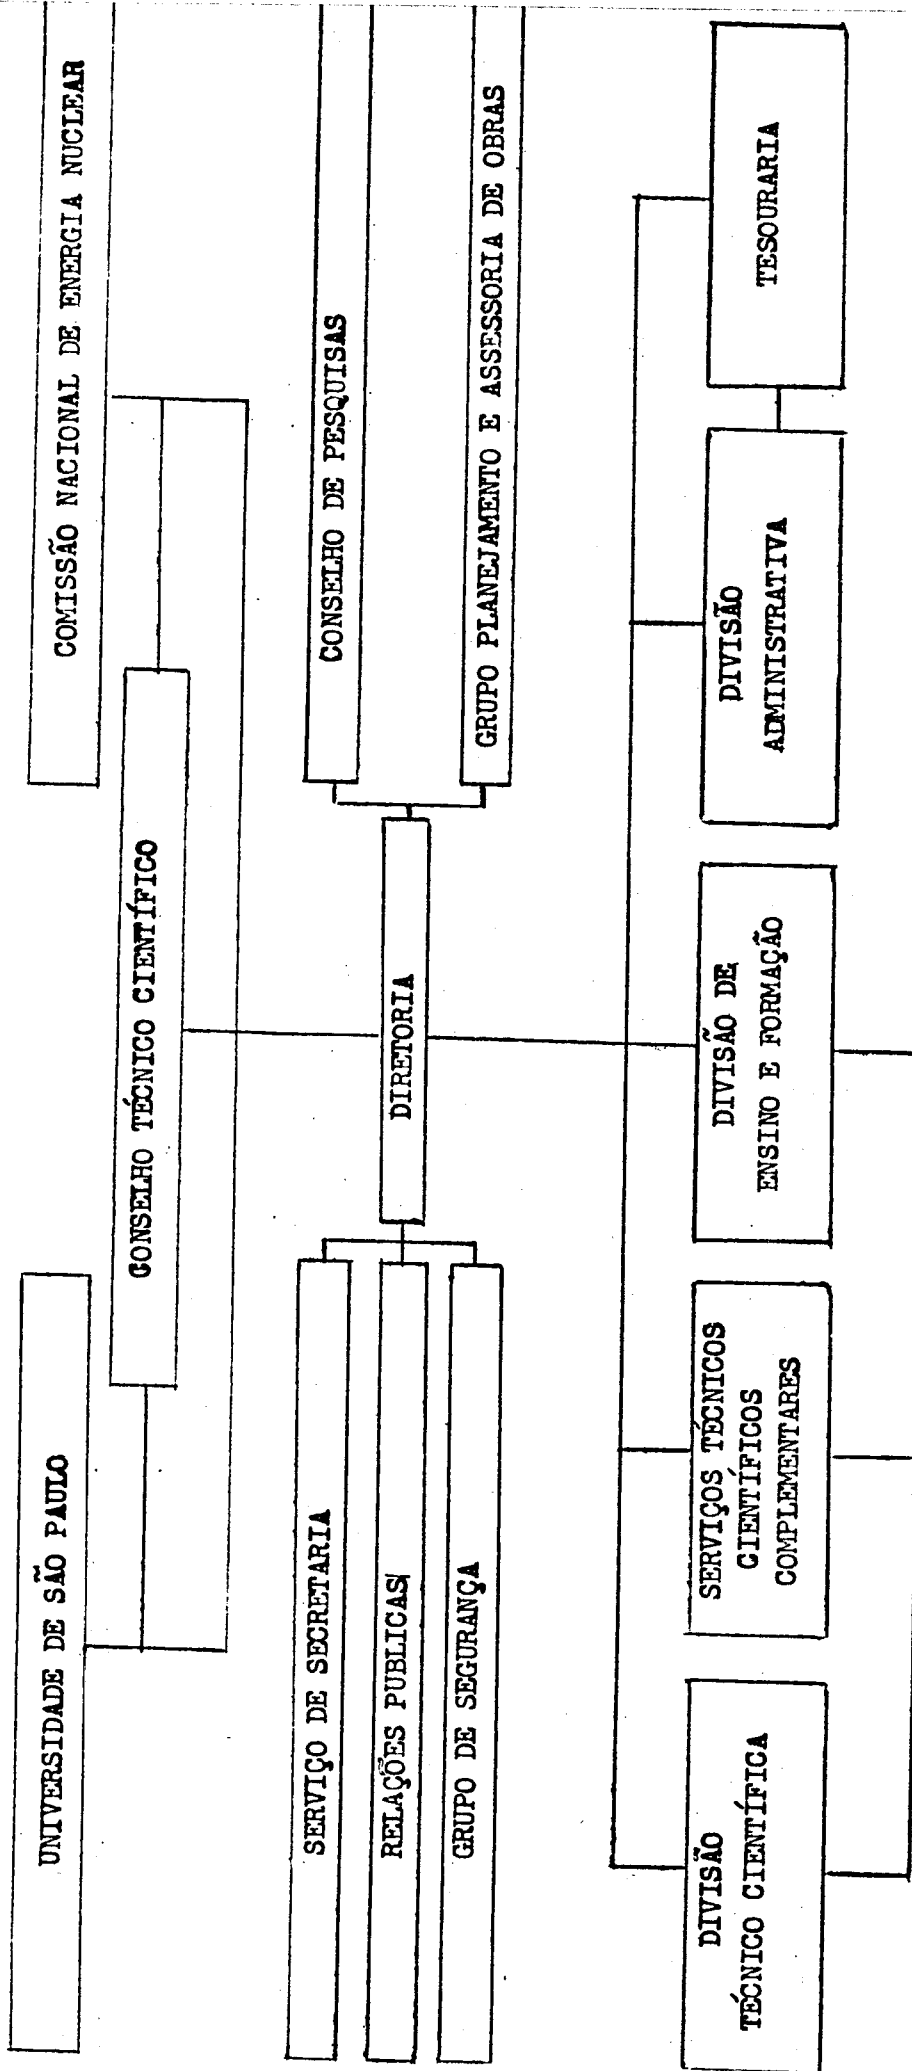 UNIVERSIDADE DE SÃO PAULO
COMISSÃO NACIONAL DE ENERGIA NUCLEAR
CONSELHO TÉCNICO CIENTÍFICO
SERVIÇO DE SECRETARIA
RELAÇÕES PUBLICAS
GRUPO DE SEGURANÇA
DIRETORIA
CONSELHO DE PESQUISAS
GRUPO PLANEJAMENTO E ASSESSORIA DE OBRAS
DIVISÃO
TÉCNICO CIENTÍFICA
SERVIÇOS TÉCNICOS
CIENTÍFICOS
COMPLEMENTARES
DIVISÃO DE
ENSINO E FORMAÇÃO
DIVISÃO
ADMINISTRATIVA
TESOURARIA